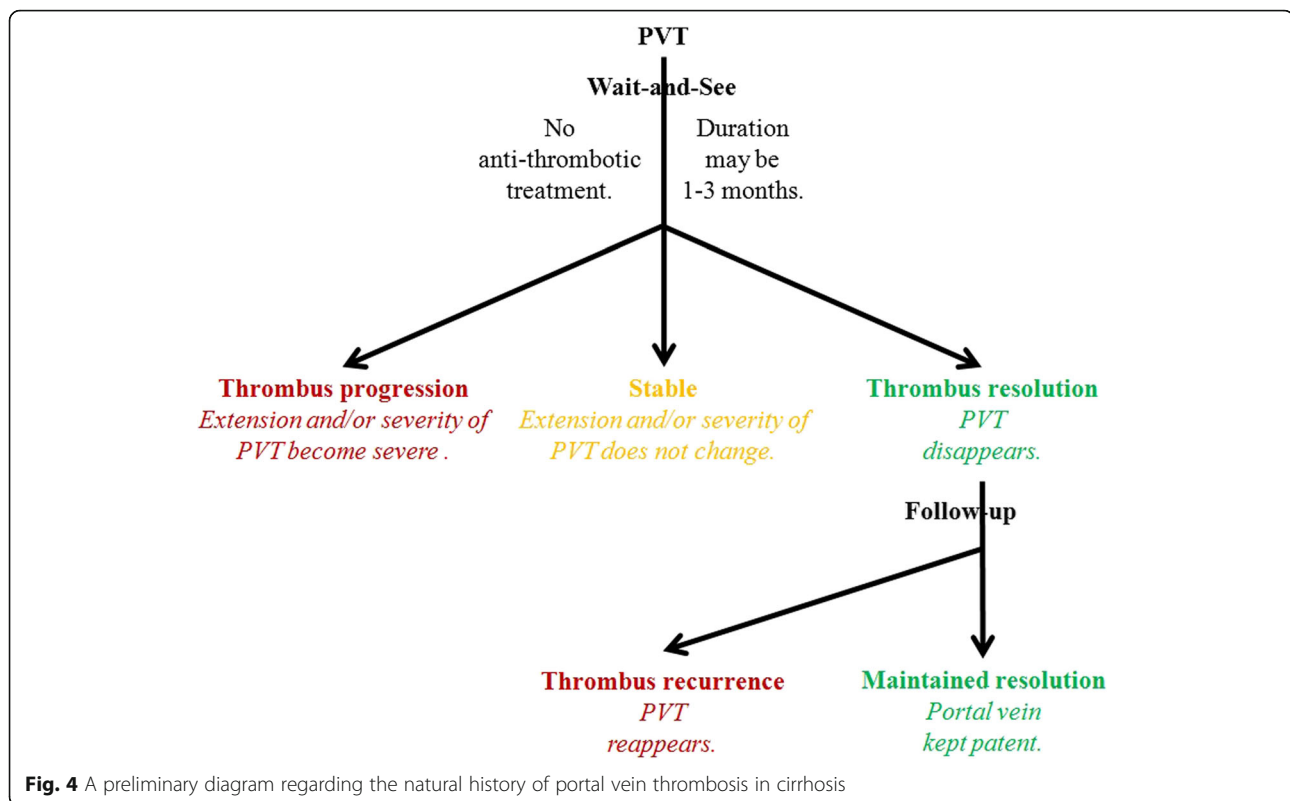 PVT
Wait-and-See
No
anti-thrombotic
treatment.
Duration
may be
1-3 months.
Thrombus progression
Extension and/or severity of
PVT become severe .
Stable
Extension and/or severity of
PVT does not change.
Thrombus resolution
PVT
disappears.
Follow-up
Thrombus recurrence
PVT
reappears.
Maintained resolution
Portal vein
kept patent.
Fig. 4 A preliminary diagram regarding the natural history of portal vein thrombosis in cirrhosis